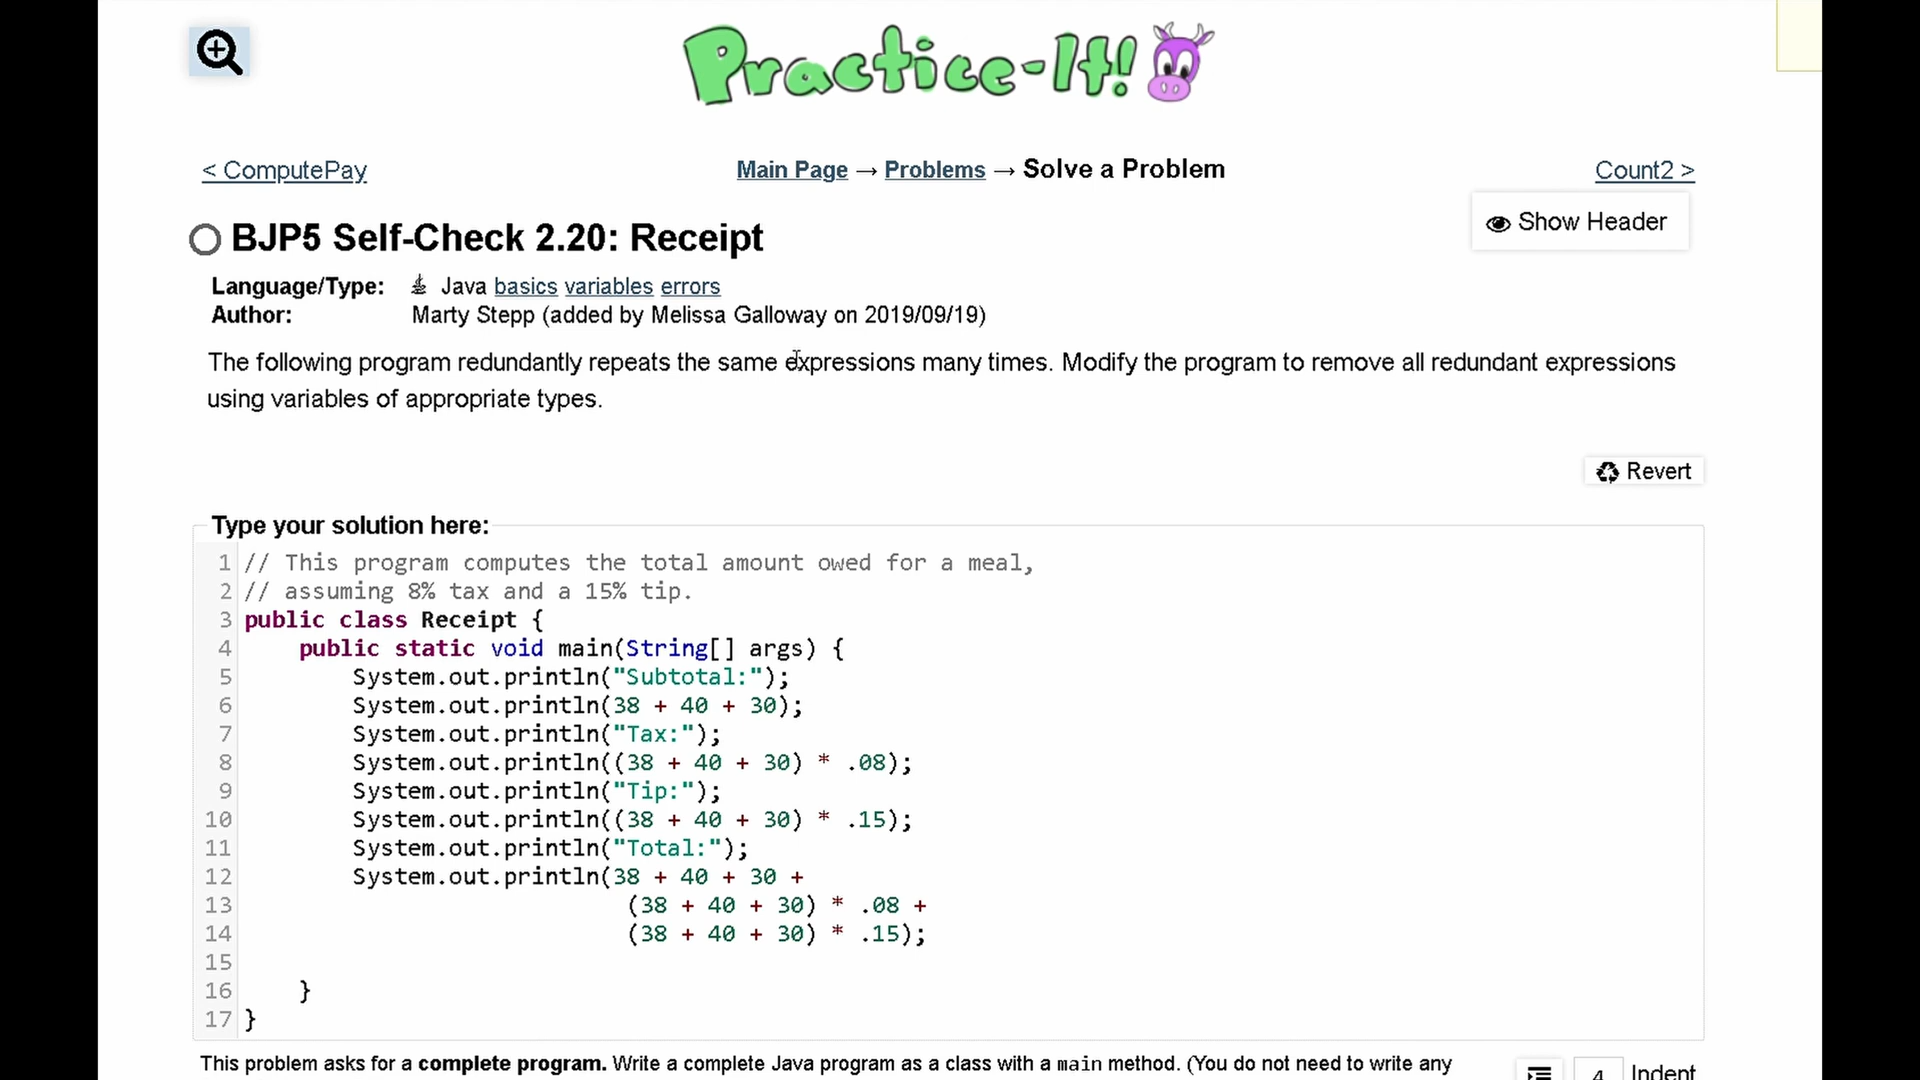 Practice-It!
< ComputePay
Main Page → Problems → Solve a Problem
Count2 >
Show Header
BJP5 Self-Check 2.20: Receipt
Language/Type: Java basics variables errors
Author: Marty Stepp (added by Melissa Galloway on 2019/09/19)
The following program redundantly repeats the same expressions many times. Modify the program to remove all redundant expressions
using variables of appropriate types.
Revert
Type your solution here:
1 // This program computes the total amount owed for a meal,
2 // assuming 8% tax and a 15% tip.
3 public class Receipt {
4     public static void main(String[] args) {
5         System.out.println("Subtotal:");
6         System.out.println(38 + 40 + 30);
7         System.out.println("Tax:");
8         System.out.println((38 + 40 + 30) * .08);
9         System.out.println("Tip:");
10         System.out.println((38 + 40 + 30) * .15);
11         System.out.println("Total:");
12         System.out.println(38 + 40 + 30 +
13                             (38 + 40 + 30) * .08 +
14                             (38 + 40 + 30) * .15);
15
16     }
17 }
This problem asks for a complete program. Write a complete Java program as a class with a main method. (You do not need to write any
4 Indent